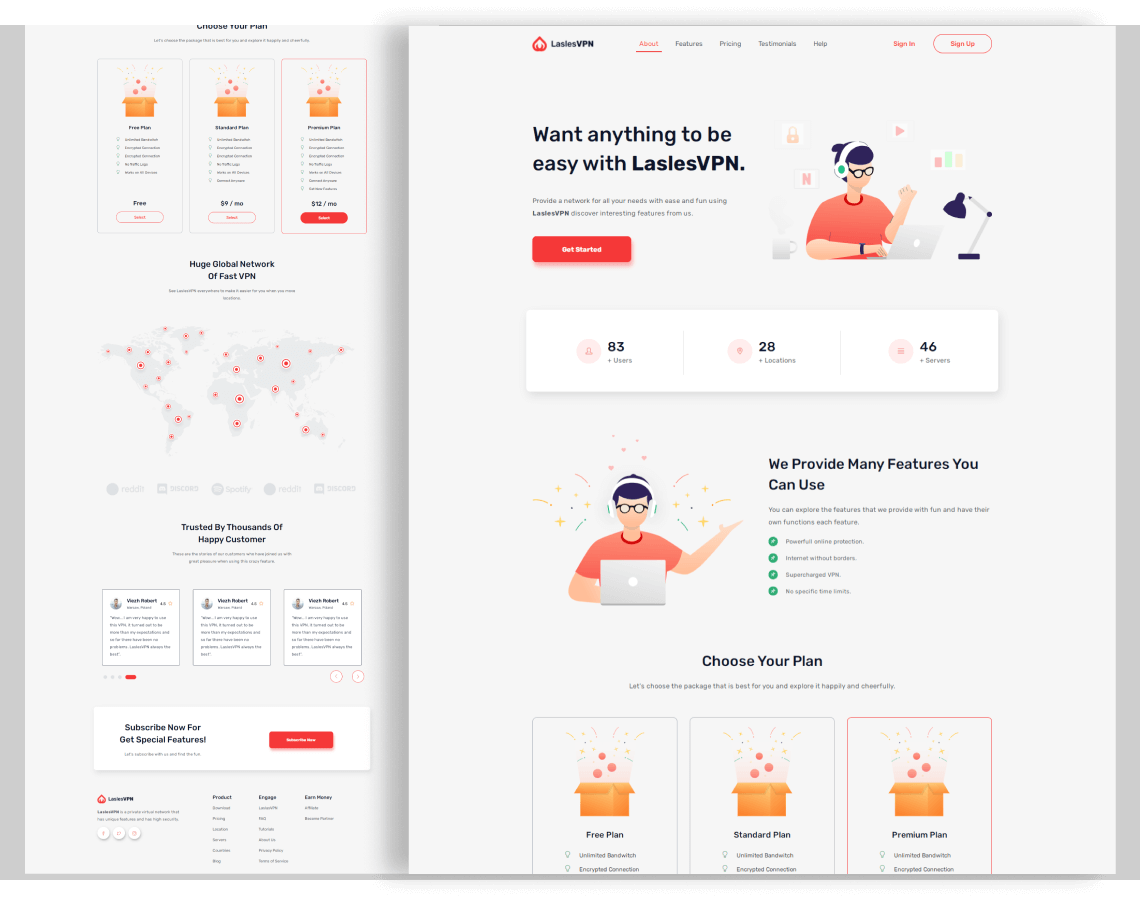 Choose Your Plan
Let's choose the package that is best for you and explore it happily and cheerfully.
Free Plan
Unlimited Bandwitch
Encrypted Connection
No Traffic Logs
Works on All Devices
Free
Select
Standard Plan
Unlimited Bandwitch
Encrypted Connection
No Traffic Logs
Works on All Devices
Connect Anyware
$9 / mo
Select
Premium Plan
Unlimited Bandwitch
Encrypted Connection
No Traffic Logs
Works on All Devices
Connect Anyware
Get New Features
$12 / mo
Select
Huge Global Network
Of Fast VPN
See LaslesVPN everywhere to make it easier for you when you move
locations.
reddit
DISCORD
Spotify
reddit
DISCORD
Trusted By Thousands Of
Happy Customer
These are the stories of our customers who have joined us with
great pleasure when using this crazy feature.
Viezh Robert
Warsaw, Poland
4.5
"Wow... I am very happy to use
this VPN, it turned out to be
more than my expectations and
so far there have been no
problems. LaslesVPN always the
best".
Viezh Robert
Warsaw, Poland
4.5
"Wow... I am very happy to use
this VPN, it turned out to be
more than my expectations and
so far there have been no
problems. LaslesVPN always the
best".
Viezh Robert
Warsaw, Poland
4.5
"Wow... I am very happy to use
this VPN, it turned out to be
more than my expectations and
so far there have been no
problems. LaslesVPN always the
best".
Subscribe Now For
Get Special Features!
Let's subscribe with us and find the fun.
Subscribe Now
LaslesVPN
LaslesVPN is a private virtual network that
has unique features and has high security.
Product
Download
Pricing
Location
Servers
Countries
Blog
Engage
LaslesVPN
FAQ
Tutorials
About Us
Privacy Policy
Terms of Service
Earn Money
Affiliate
Become Partner
LaslesVPN
About
Features
Pricing
Testimonials
Help
Sign In
Sign Up
Want anything to be
easy with LaslesVPN.
Provide a network for all your needs with ease and fun using
LaslesVPN discover interesting features from us.
Get Started
N
83
+ Users
28
+ Locations
46
+ Servers
We Provide Many Features You
Can Use
You can explore the features that we provide with fun and have their
own functions each feature.
Powerfull online protection.
Internet without borders.
Supercharged VPN.
No specific time limits.
Choose Your Plan
Let's choose the package that is best for you and explore it happily and cheerfully.
Free Plan
Unlimited Bandwitch
Encrypted Connection
Standard Plan
Unlimited Bandwitch
Encrypted Connection
Premium Plan
Unlimited Bandwitch
Encrypted Connection